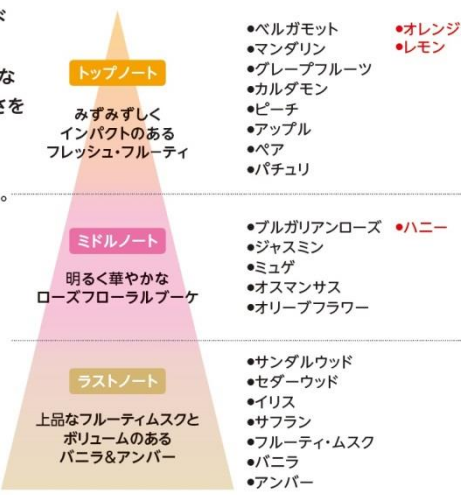 ド
な
さを
。
トップノート
みずみずしく
インパクトのある
フレッシュ・フルーティ
●ベルガモット ●オレンジ
●マンダリン ●レモン
●グレープフルーツ
●カルダモン
●ピーチ
●アップル
●ペア
●パチュリ
ミドルノート
明るく華やかな
ローズフローラルブーケ
●ブルガリアンローズ ●ハニー
●ジャスミン
●ミュゲ
●オスマンサス
●オリーブフラワー
ラストノート
上品なフルーティムスクと
ボリュームのある
バニラ&アンバー
●サンダルウッド
●セダーウッド
●イリス
●サフラン
●フルーティ・ムスク
●バニラ
●アンバー